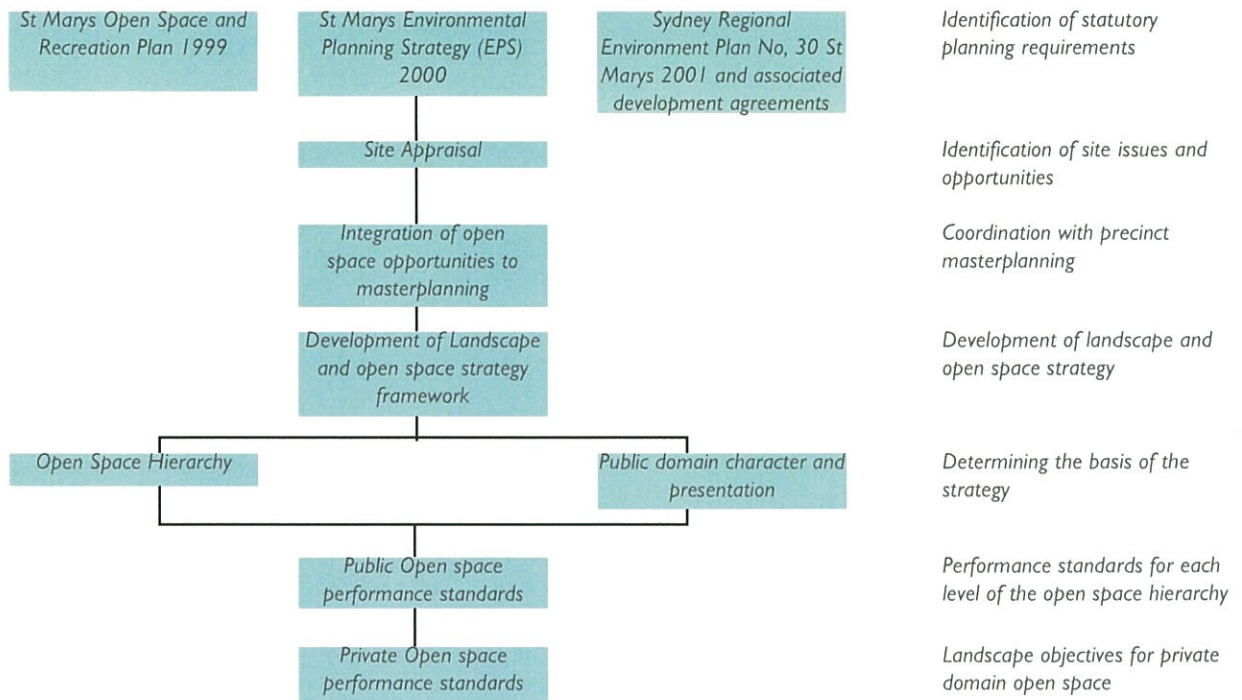 St Marys Open Space and
Recreation Plan 1999
St Marys Environmental
Planning Strategy (EPS)
2000
Sydney Regional
Environment Plan No, 30 St
Marys 2001 and associated
development agreements
Identification of statutory
planning requirements
Site Appraisal
Identification of site issues and
opportunities
Integration of open
space opportunities to
masterplanning
Coordination with precinct
masterplanning
Development of Landscape
and open space strategy
framework
Development of landscape and
open space strategy
Open Space Hierarchy
Public domain character and
presentation
Determining the basis of the
strategy
Public Open space
performance standards
Performance standards for each
level of the open space hierarchy
Private Open space
performance standards
Landscape objectives for private
domain open space